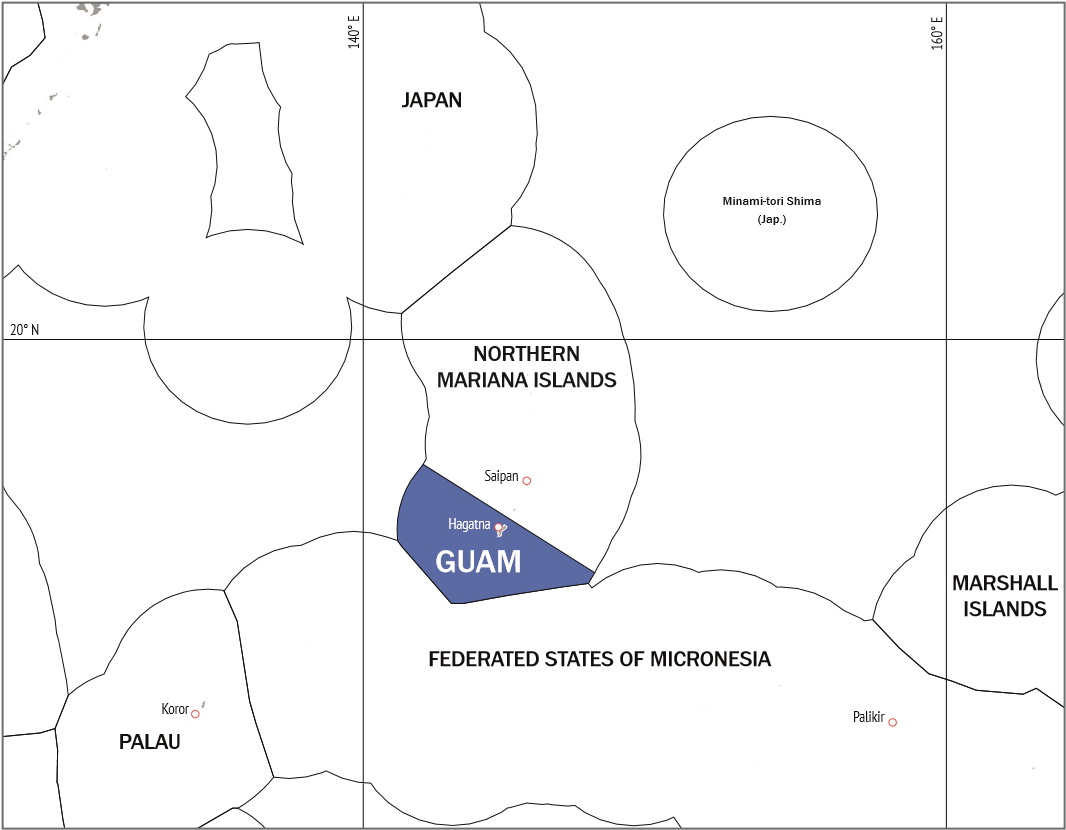 140° E
160° E
JAPAN
Minami-tori Shima
(Jap.)
20° N
NORTHERN
MARIANA ISLANDS
Saipan
Hagatna
GUAM
MARSHALL
ISLANDS
FEDERATED STATES OF MICRONESIA
Koror
Palikir
PALAU